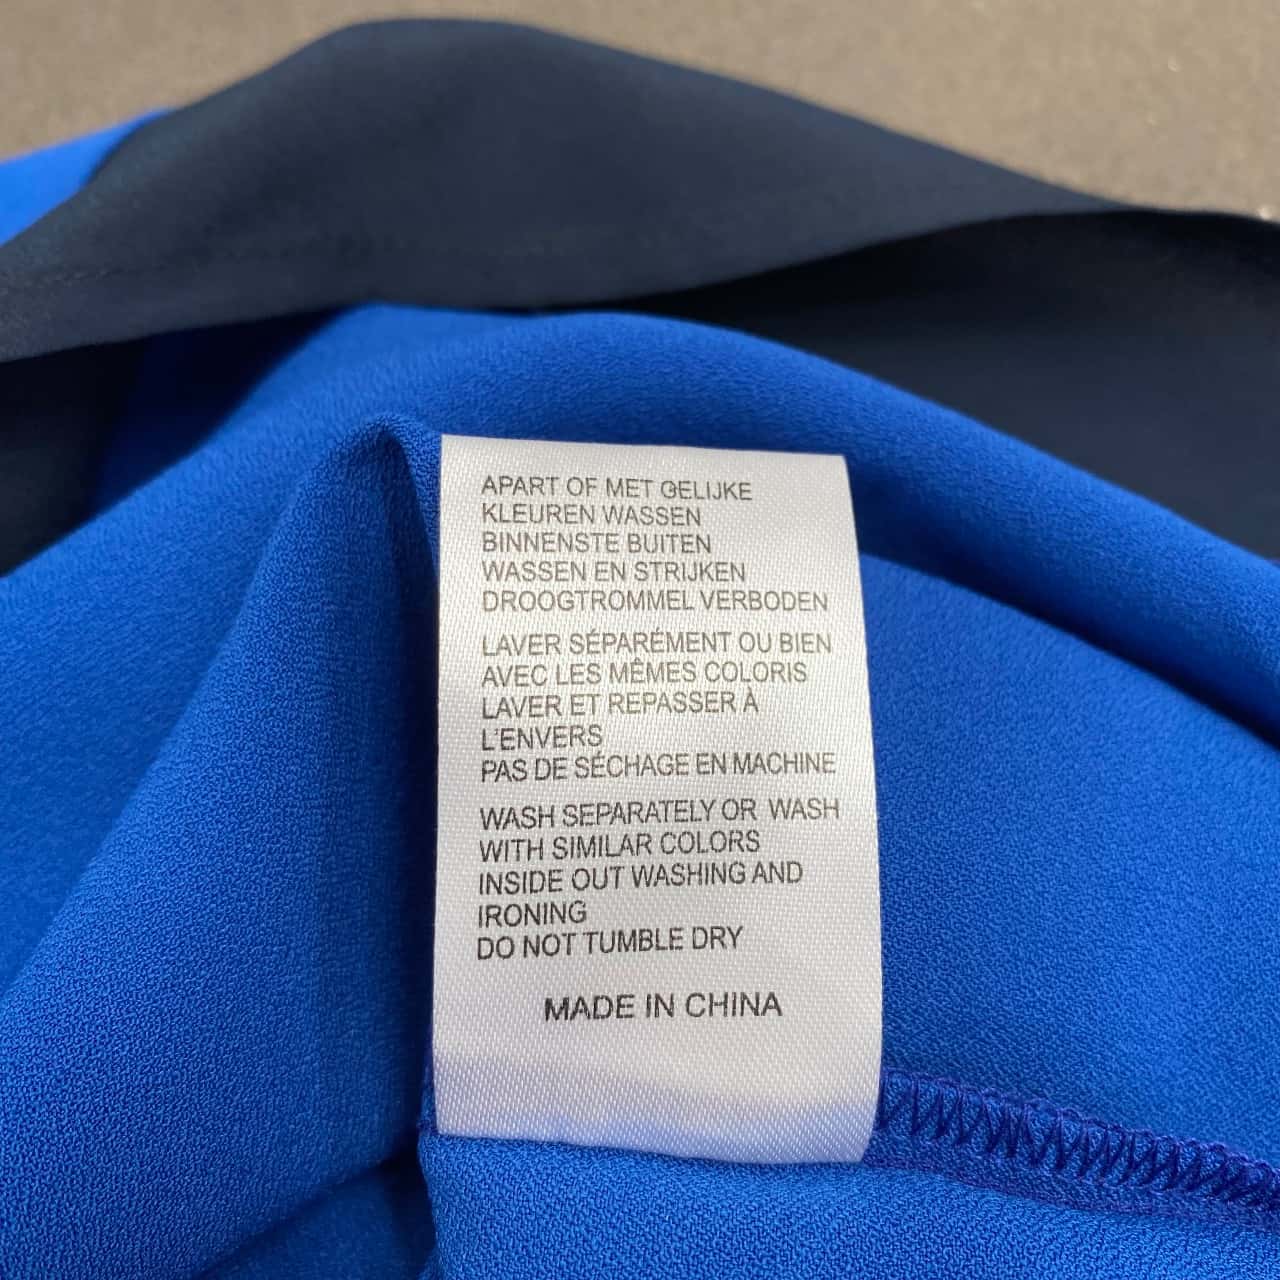 APART OF MET GELIJKE
KLEUREN WASSEN
BINNENSTE BUITEN
WASSEN EN STRIJKEN
DROOGTROMMEL VERBODEN
LAVER SÉPARÉMENT OU BIEN
AVEC LES MÊMES COLORIS
LAVER ET REPASSER À
L'ENVERS
PAS DE SÉCHAGE EN MACHINE
WASH SEPARATELY OR WASH
WITH SIMILAR COLORS
INSIDE OUT WASHING AND
IRONING
DO NOT TUMBLE DRY
MADE IN CHINA